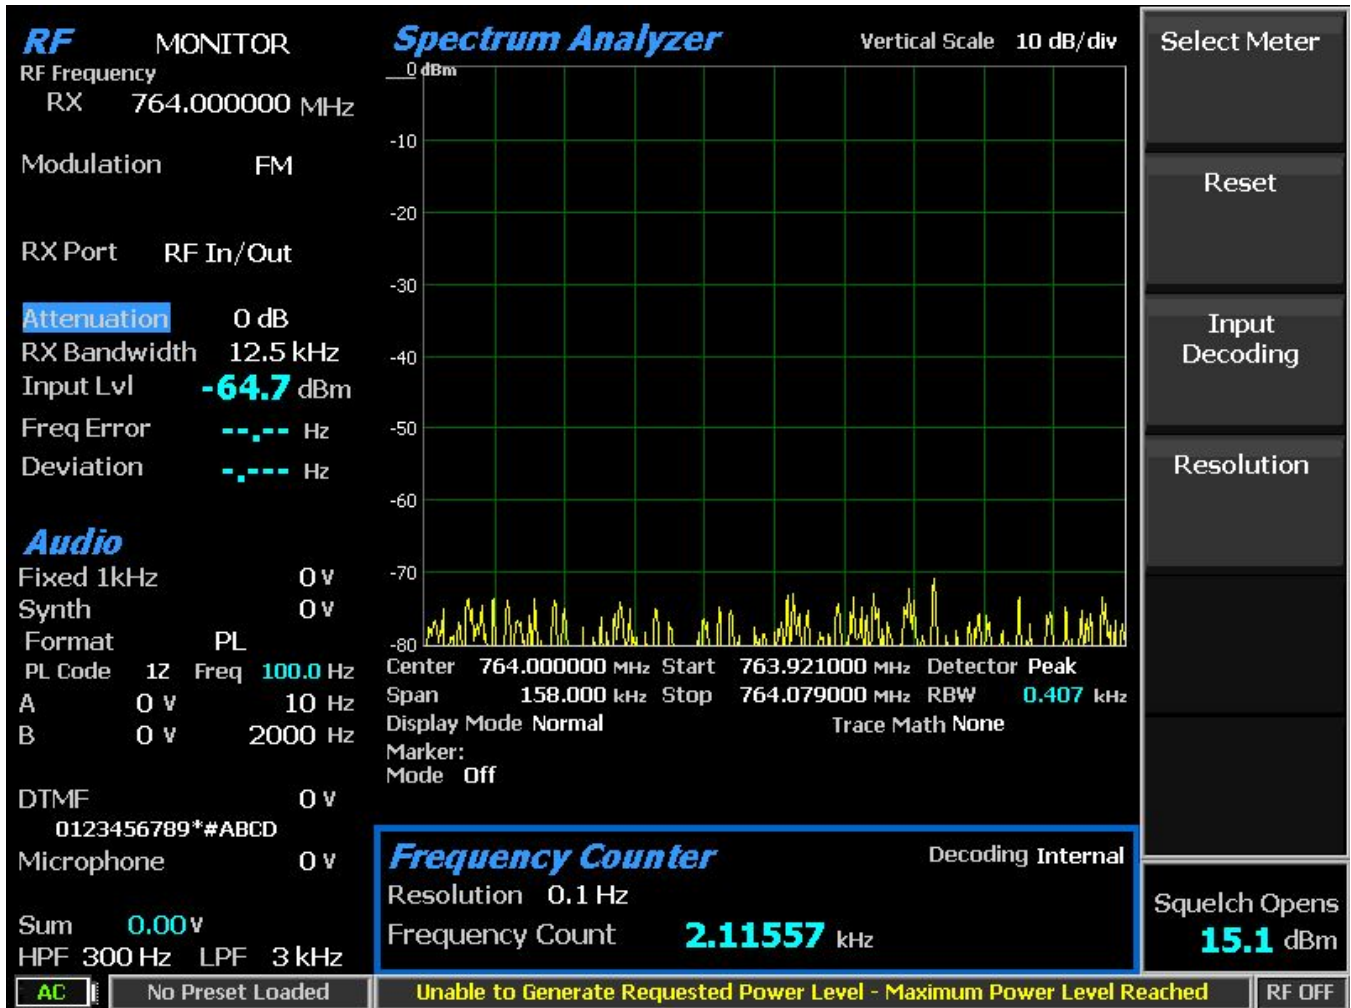 RF MONITOR
RF Frequency
RX 764.000000 MHz
Modulation FM
RX Port RF In/Out
Attenuation 0 dB
RX Bandwidth 12.5 kHz
Input Lvl -64.7 dBm
Freq Error --.-- Hz
Deviation -.--- Hz
Audio
Fixed 1kHz 0 V
Synth 0 V
Format PL
PL Code 1Z Freq 100.0 Hz
A 0 V 10 Hz
B 0 V 2000 Hz
DTMF 0 V
0123456789*#ABCD
Microphone 0 V
Sum 0.00 V
HPF 300 Hz LPF 3 kHz
Spectrum Analyzer Vertical Scale 10 dB/div
0 dBm
-10
-20
-30
-40
-50
-60
-70
-80
Center 764.000000 MHz Start 763.921000 MHz Detector Peak
Span 158.000 kHz Stop 764.079000 MHz RBW 0.407 kHz
Display Mode Normal Trace Math None
Marker:
Mode Off
Frequency Counter Decoding Internal
Resolution 0.1 Hz
Frequency Count 2.11557 kHz
Select Meter
Reset
Input
Decoding
Resolution
Squelch Opens
15.1 dBm
AC No Preset Loaded Unable to Generate Requested Power Level - Maximum Power Level Reached RF OFF